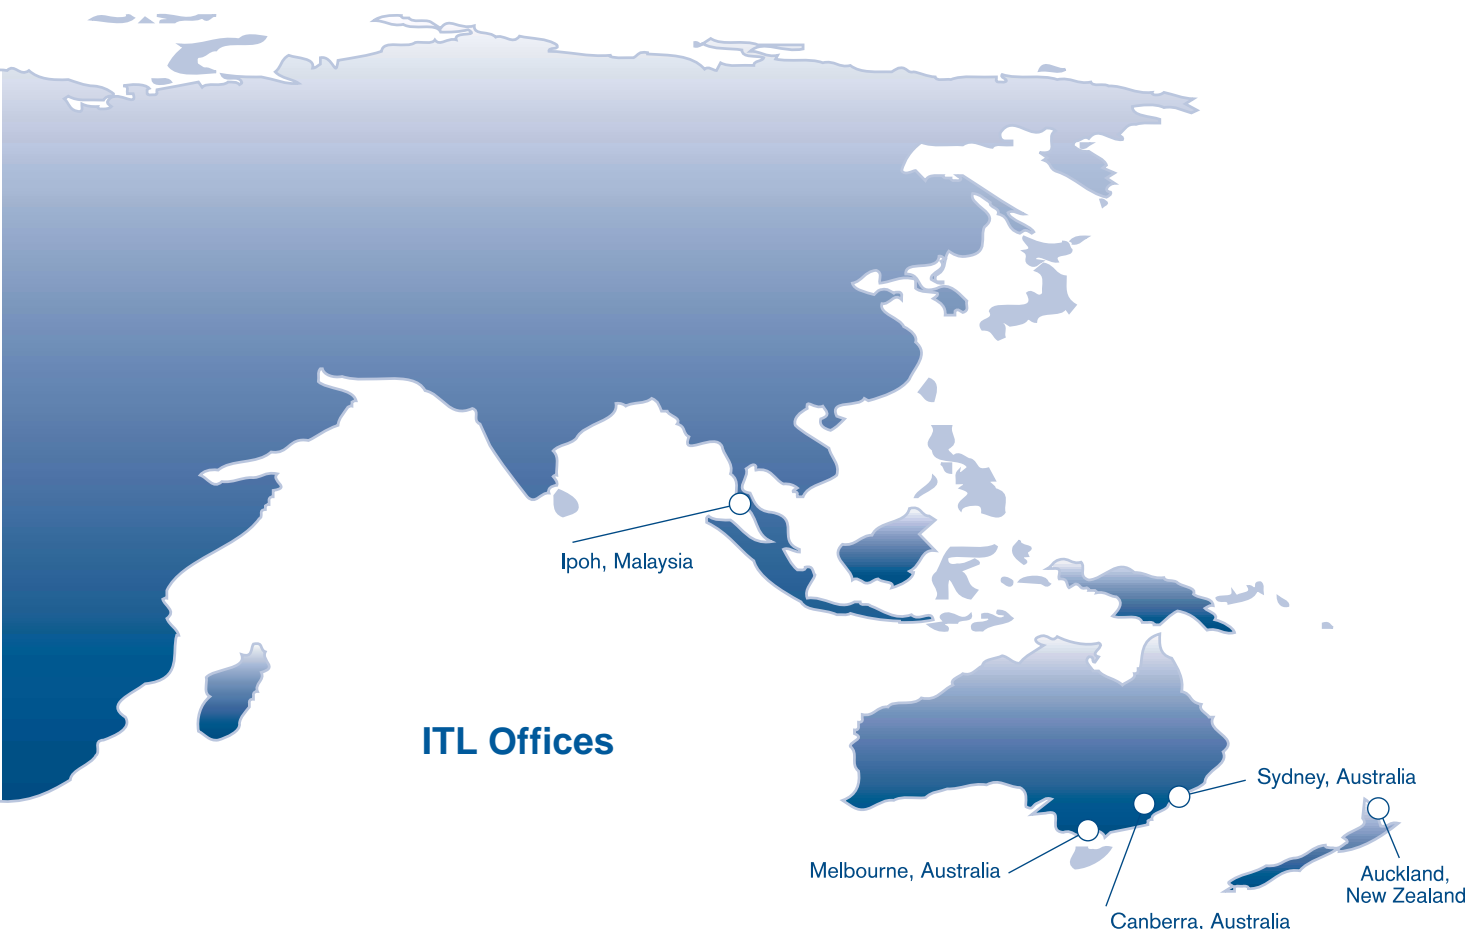 Ipoh, Malaysia
ITL Offices
Sydney, Australia
Melbourne, Australia
Auckland,
New Zealand
Canberra, Australia